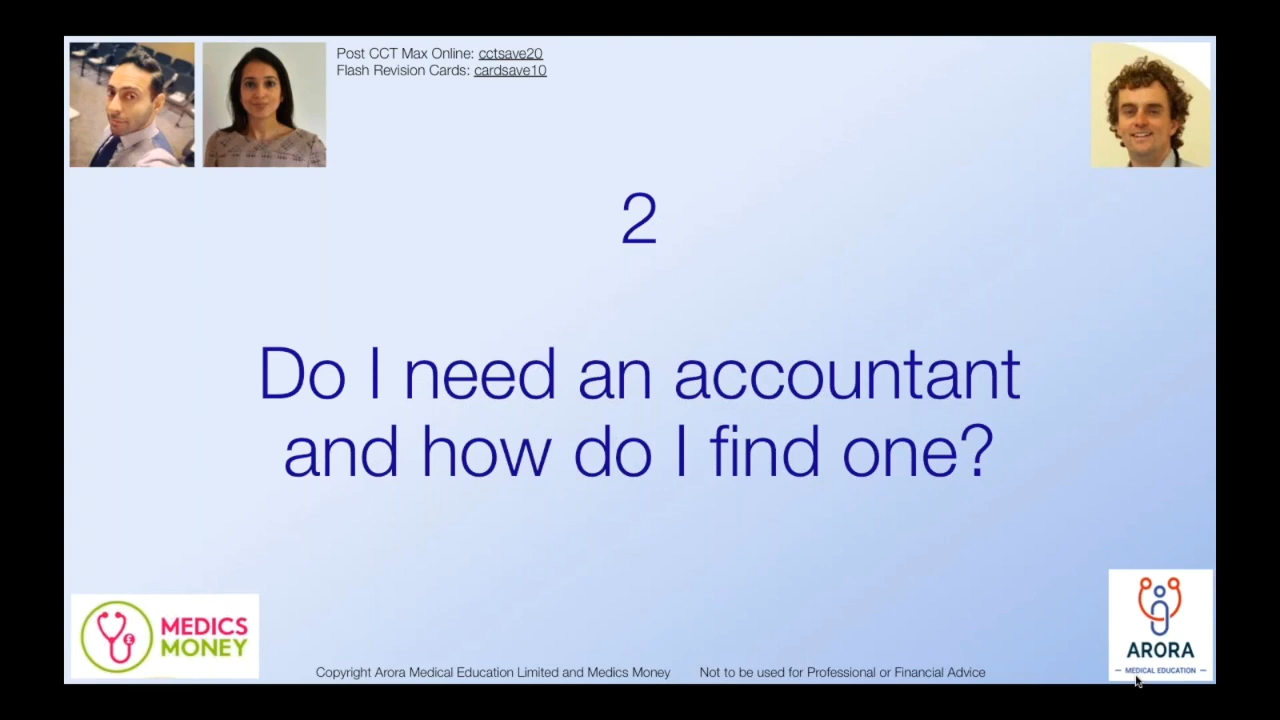 Post CCT Max Online: cctsave20
Flash Revision Cards: cardsave10
2
Do I need an accountant
and how do I find one?
MEDICS
MONEY
Copyright Arora Medical Education Limited and Medics Money Not to be used for Professional or Financial Advice
ARORA
MEDICAL EDUCATION